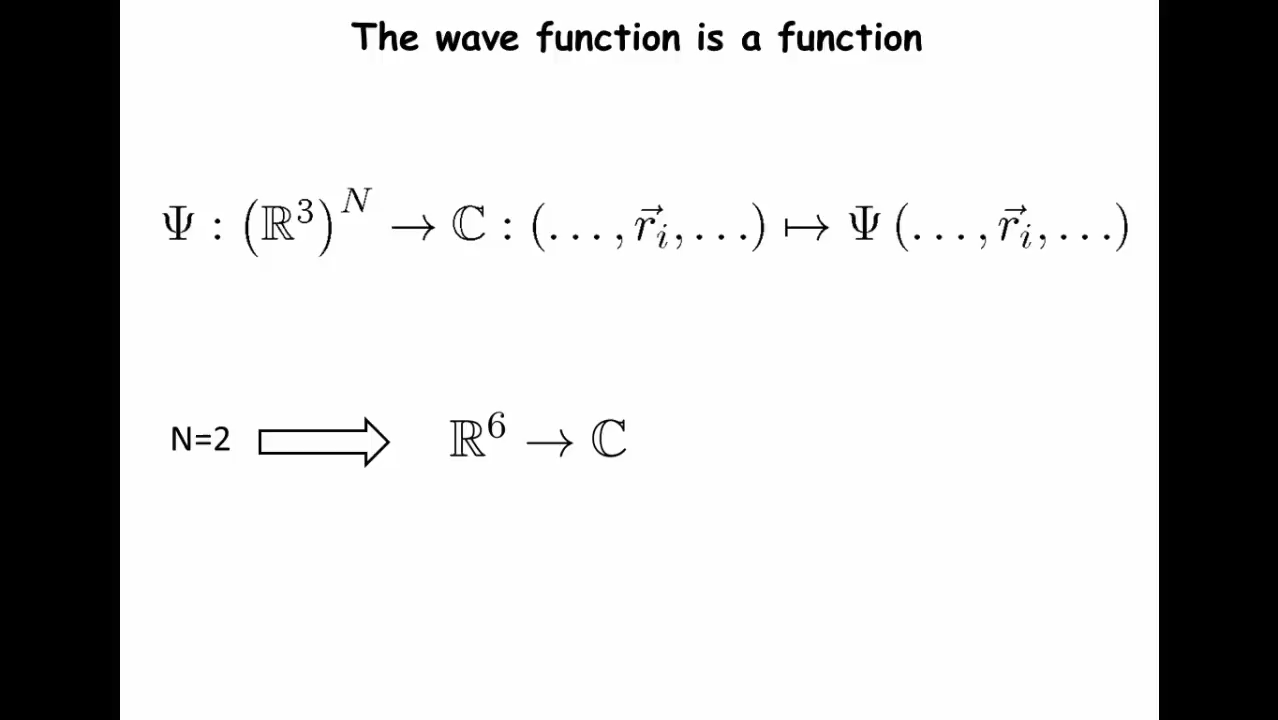 The wave function is a function
Ψ : (ℝ³)ᴺ → ℂ : (. . . , r⃗ᵢ, . . .) ↦ Ψ (. . . , r⃗ᵢ, . . .)
N=2 ⇒ ℝ⁶ → ℂ